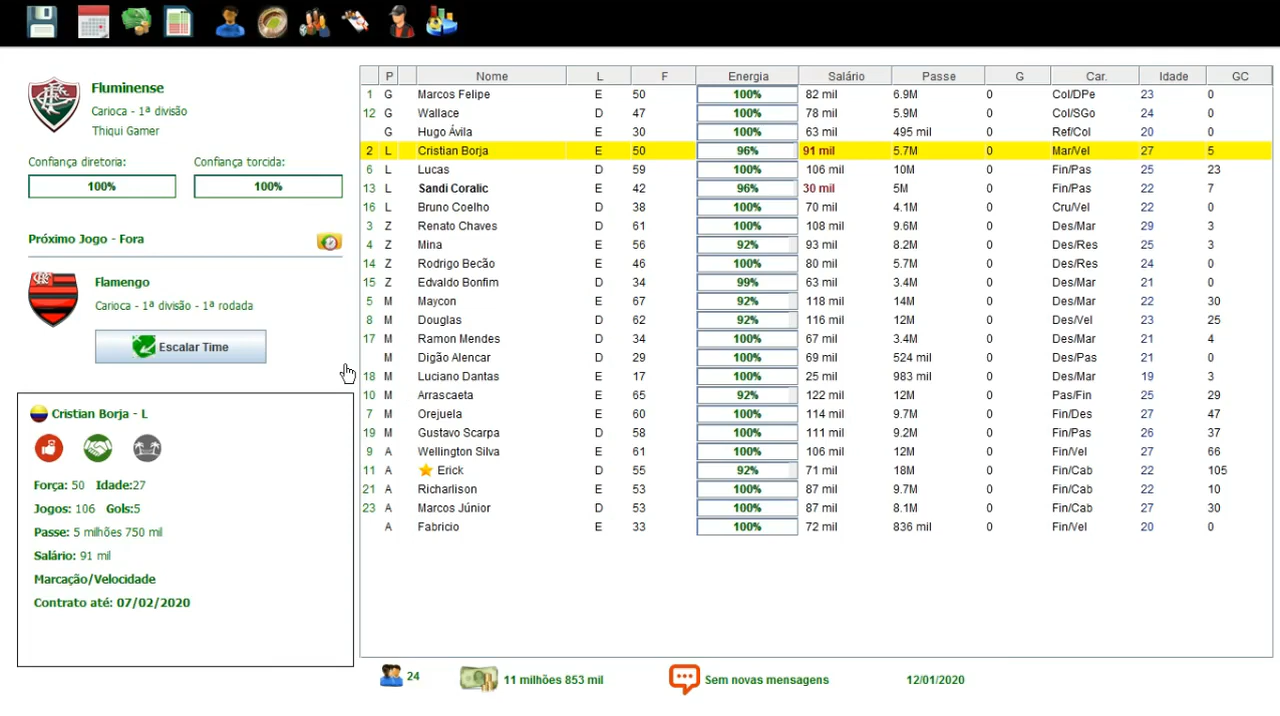 Fluminense
Carioca - 1ª divisão
Thiqui Gamer
Confiança diretoria: Confiança torcida:
100% 100%
Próximo Jogo - Fora
Flamengo
Carioca - 1ª divisão - 1ª rodada
Escalar Time
Cristian Borja - L
Força: 50 Idade:27
Jogos: 106 Gols:5
Passe: 5 milhões 750 mil
Salário: 91 mil
Marcação/Velocidade
Contrato até: 07/02/2020
P Nome L F Energia Salário Passe G Car. Idade GC
1 G Marcos Felipe E 50 100% 82 mil 6.9M 0 Col/DPe 23 0
12 G Wallace D 47 100% 78 mil 5.9M 0 Col/SGo 24 0
G Hugo Ávila E 30 100% 63 mil 495 mil 0 Ref/Col 20 0
2 L Cristian Borja E 50 96% 91 mil 5.7M 0 Mar/Vel 27 5
6 L Lucas D 59 100% 106 mil 10M 0 Fin/Pas 25 23
13 L Sandi Coralic E 42 96% 30 mil 5M 0 Fin/Pas 22 7
16 L Bruno Coelho D 38 100% 70 mil 4.1M 0 Cru/Vel 22 0
3 Z Renato Chaves D 61 100% 108 mil 9.6M 0 Des/Mar 29 3
4 Z Mina E 56 92% 93 mil 8.2M 0 Des/Res 25 3
14 Z Rodrigo Becão E 46 100% 80 mil 5.7M 0 Des/Res 24 0
15 Z Edvaldo Bonfim D 34 99% 63 mil 3.4M 0 Des/Mar 21 0
5 M Maycon E 67 92% 118 mil 14M 0 Des/Mar 22 30
8 M Douglas D 62 92% 116 mil 12M 0 Des/Vel 23 25
17 M Ramon Mendes D 34 100% 67 mil 3.4M 0 Des/Mar 21 4
M Digão Alencar D 29 100% 69 mil 524 mil 0 Des/Pas 21 0
18 M Luciano Dantas E 17 100% 25 mil 983 mil 0 Des/Mar 19 3
10 M Arrascaeta E 65 92% 122 mil 12M 0 Pas/Fin 25 29
7 M Orejuela E 60 100% 114 mil 9.7M 0 Fin/Des 27 47
19 M Gustavo Scarpa D 58 100% 111 mil 9.2M 0 Fin/Pas 26 37
9 A Wellington Silva E 61 100% 106 mil 12M 0 Fin/Vel 27 66
11 A Erick D 55 92% 71 mil 18M 0 Fin/Cab 22 105
21 A Richarlison E 53 100% 87 mil 9.7M 0 Fin/Cab 22 10
23 A Marcos Júnior D 53 100% 87 mil 8.1M 0 Fin/Cab 27 30
A Fabricio E 33 100% 72 mil 836 mil 0 Fin/Vel 20 0
24 11 milhões 853 mil Sem novas mensagens 12/01/2020